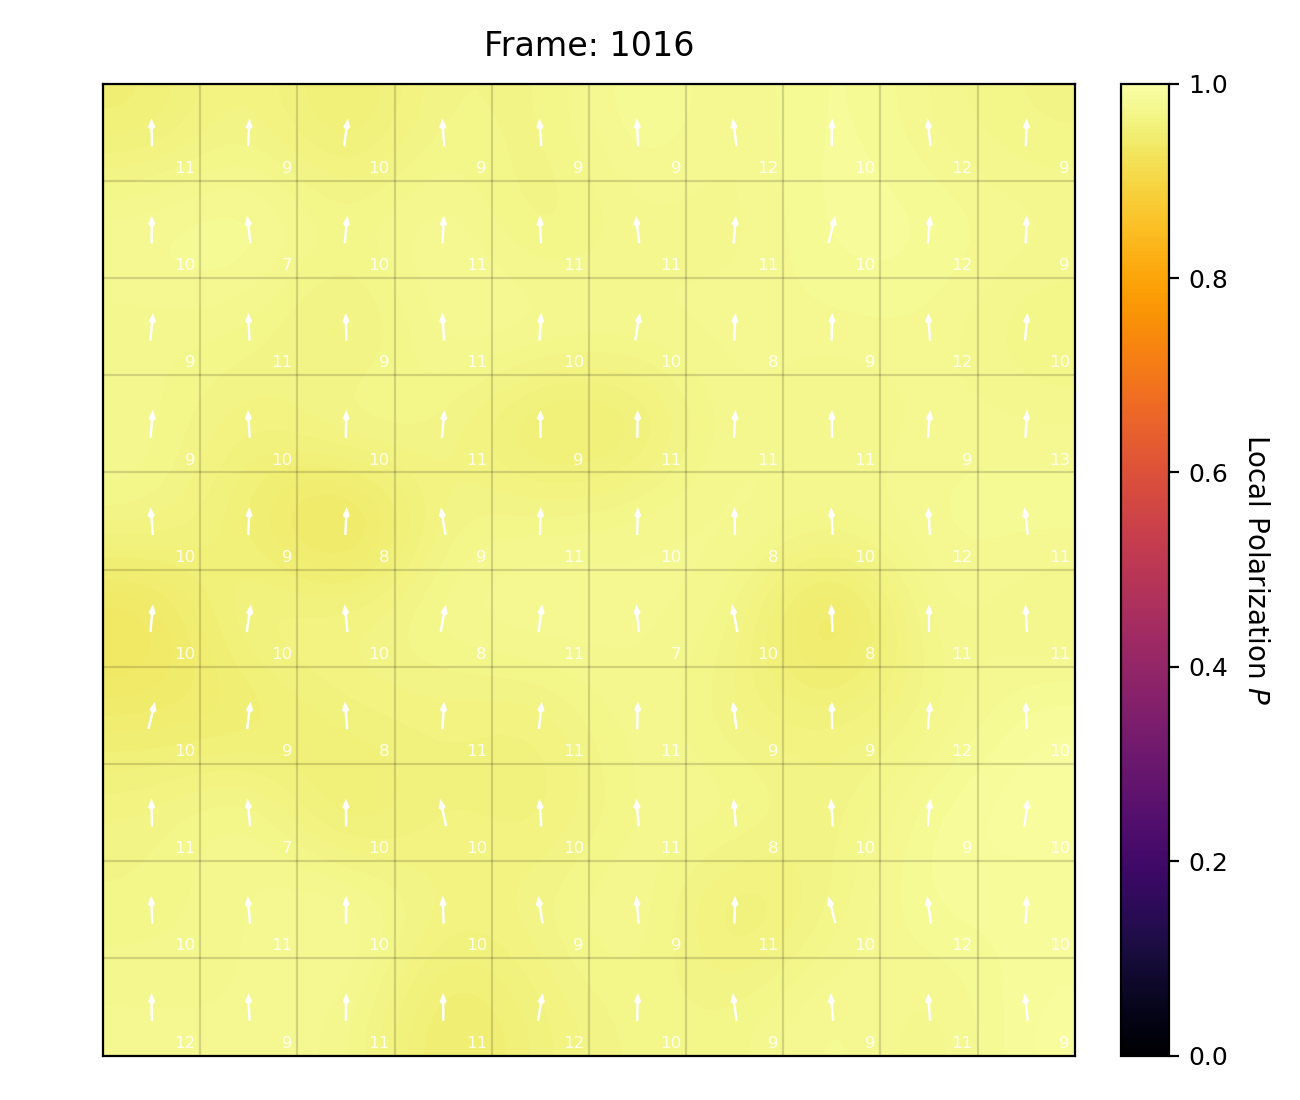 Frame: 1016
11 9 10 9 9 9 12 10 12 9
10 7 10 11 11 11 11 10 12 9
9 11 9 11 10 10 8 9 12 10
9 10 10 11 9 11 11 11 9 13
10 9 8 9 11 10 8 10 12 11
10 10 10 8 11 7 10 8 11 11
10 9 8 11 11 11 9 9 12 10
11 7 10 10 10 11 8 10 9 10
10 11 10 10 9 9 11 10 12 10
12 9 11 11 12 10 9 9 11 9
1.0
0.8
0.6
0.4
0.2
0.0
Local Polarization P